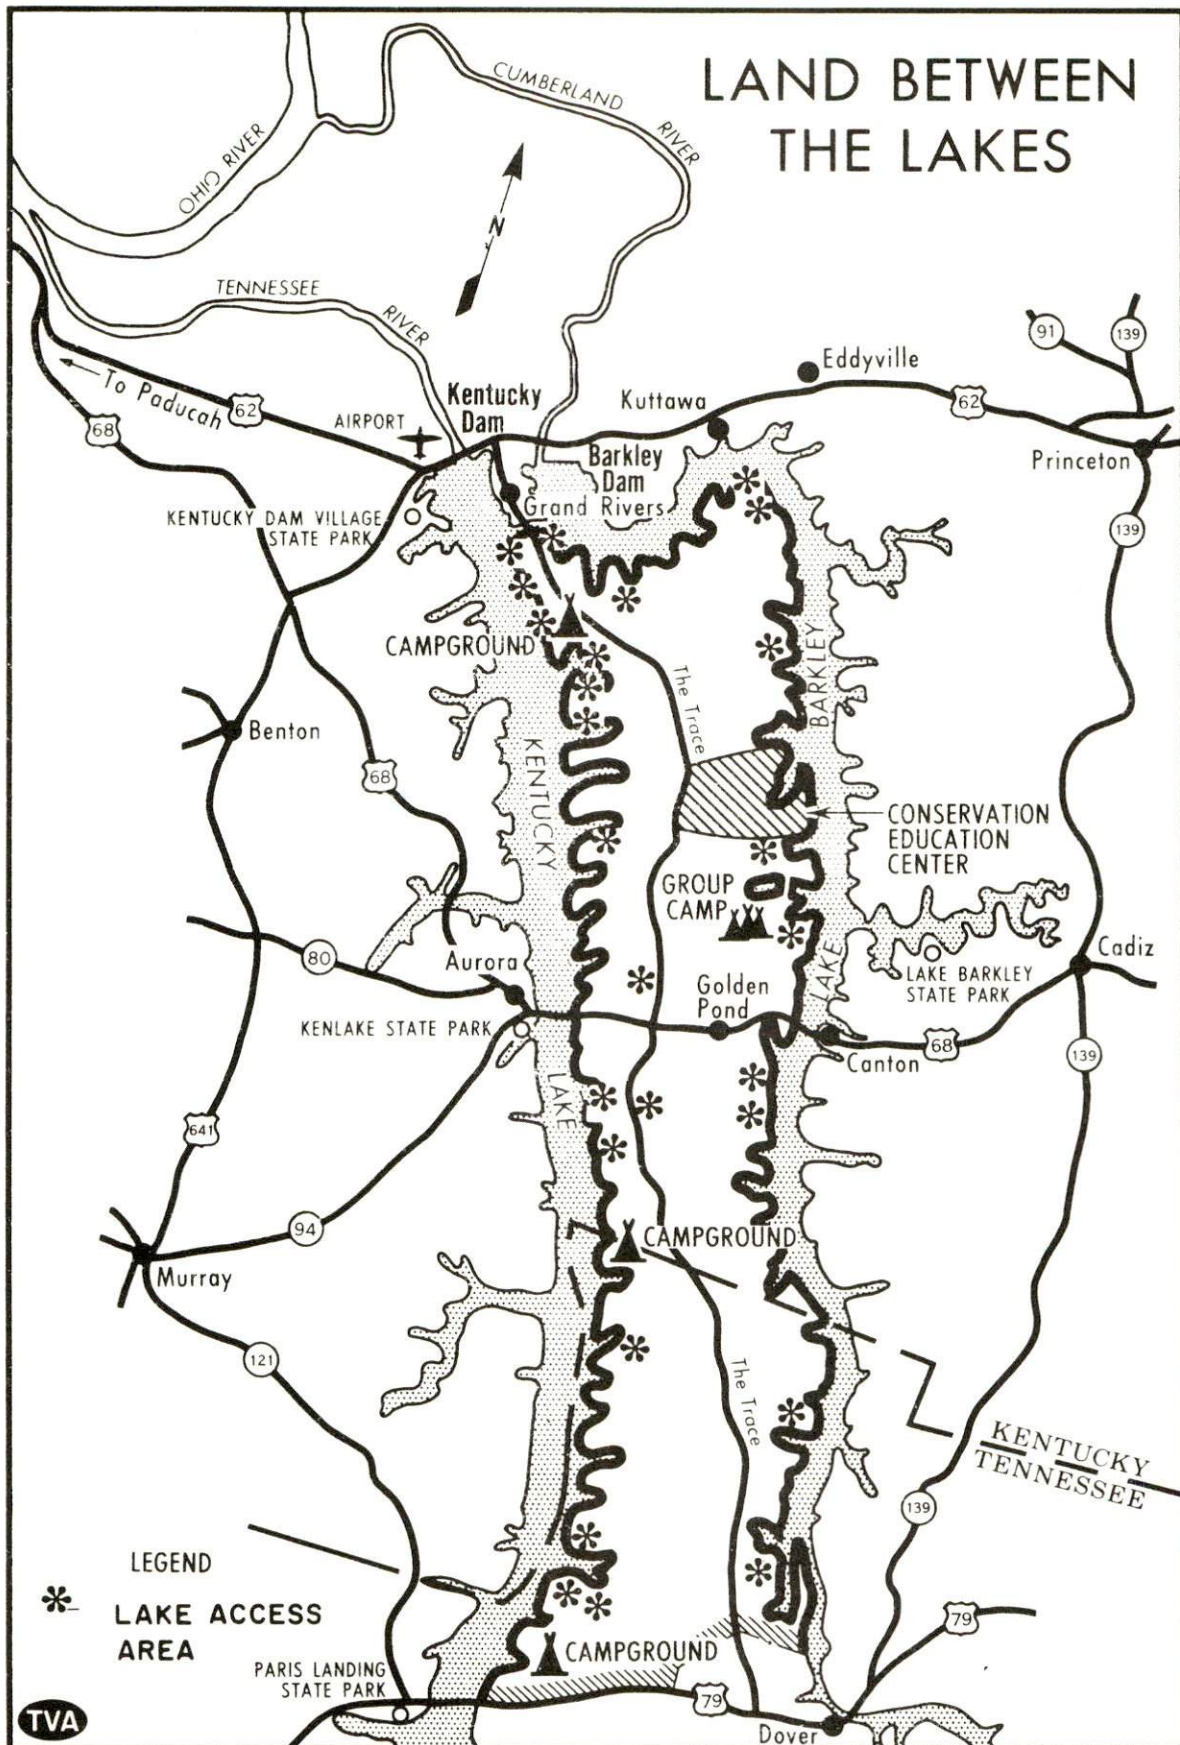 LAND BETWEEN
THE LAKES
CUMBERLAND
RIVER
OHIO RIVER
N
TENNESSEE
RIVER
91
139
Eddyville
To Paducah
62
Kentucky
Dam
Kuttawa
62
68
AIRPORT
Barkley
Dam
Princeton
Grand Rivers
KENTUCKY DAM VILLAGE
STATE PARK
139
CAMPGROUND
The Trace
BARKLEY
Benton
KENTUCKY
68
CONSERVATION
EDUCATION
CENTER
GROUP
CAMP
80
Aurora
Golden
Pond
LAKE
LAKE BARKLEY
STATE PARK
Cadiz
KENLAKE STATE PARK
68
Canton
139
LAKE
641
94
CAMPGROUND
Murray
121
The Trace
KENTUCKY
TENNESSEE
139
LEGEND
LAKE ACCESS
AREA
79
CAMPGROUND
PARIS LANDING
STATE PARK
79
TVA
Dover